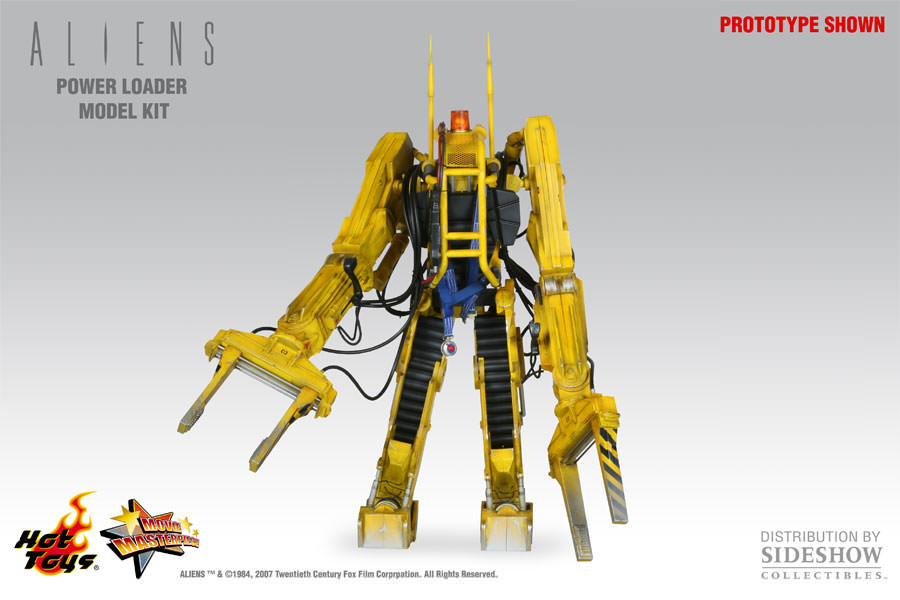 ALIENS
POWER LOADER
MODEL KIT
PROTOTYPE SHOWN
Hot Toys®
MOVIE
MASTERPIECE
ALIENS ™ & ©1984, 2007 Twentieth Century Fox Film Corprpation. All Rights Reserved.
DISTRIBUTION BY
SIDESHOW
COLLECTIBLES™